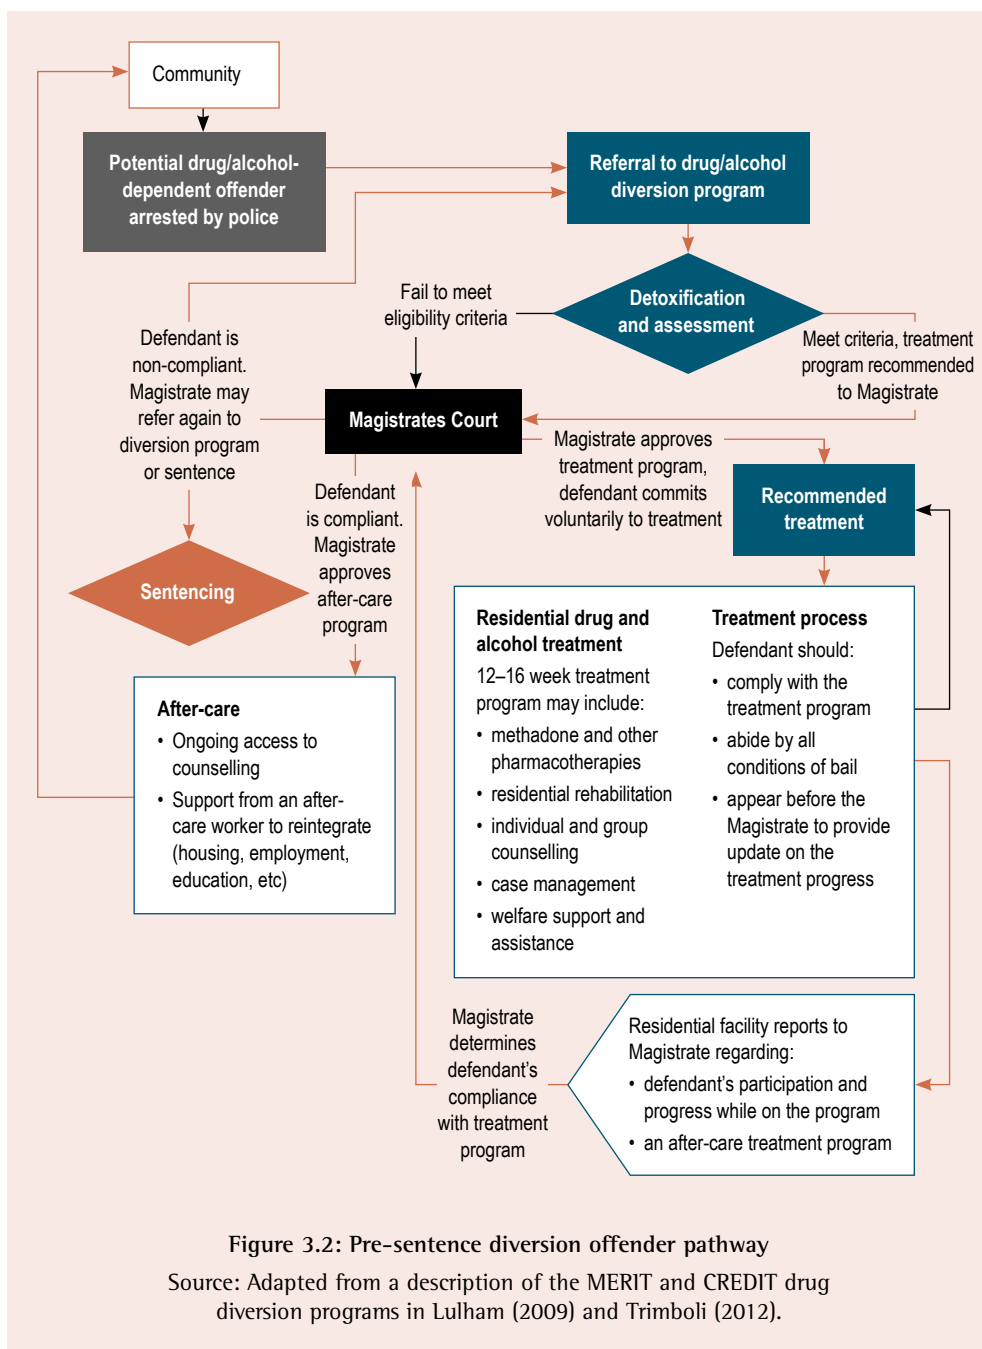 Community
Potential drug/alcohol-
dependent offender
arrested by police
Referral to drug/alcohol
diversion program
Detoxification
and assessment
Fail to meet
eligibility criteria
Meet criteria, treatment
program recommended
to Magistrate
Defendant is
non-compliant.
Magistrate may
refer again to
diversion program
or sentence
Magistrates Court
Magistrate approves
treatment program,
defendant commits
voluntarily to treatment
Recommended
treatment
Defendant
is compliant.
Magistrate
approves
after-care
program
Sentencing
Residential drug and
alcohol treatment
12–16 week treatment
program may include:
• methadone and other
pharmacotherapies
• residential rehabilitation
• individual and group
counselling
• case management
• welfare support and
assistance
Treatment process
Defendant should:
• comply with the
treatment program
• abide by all
conditions of bail
• appear before the
Magistrate to provide
update on the
treatment progress
After-care
• Ongoing access to
counselling
• Support from an after-
care worker to reintegrate
(housing, employment,
education, etc)
Magistrate
determines
defendant's
compliance
with treatment
program
Residential facility reports to
Magistrate regarding:
• defendant's participation and
progress while on the program
• an after-care treatment program
Figure 3.2: Pre-sentence diversion offender pathway
Source: Adapted from a description of the MERIT and CREDIT drug
diversion programs in Lulham (2009) and Trimboli (2012).